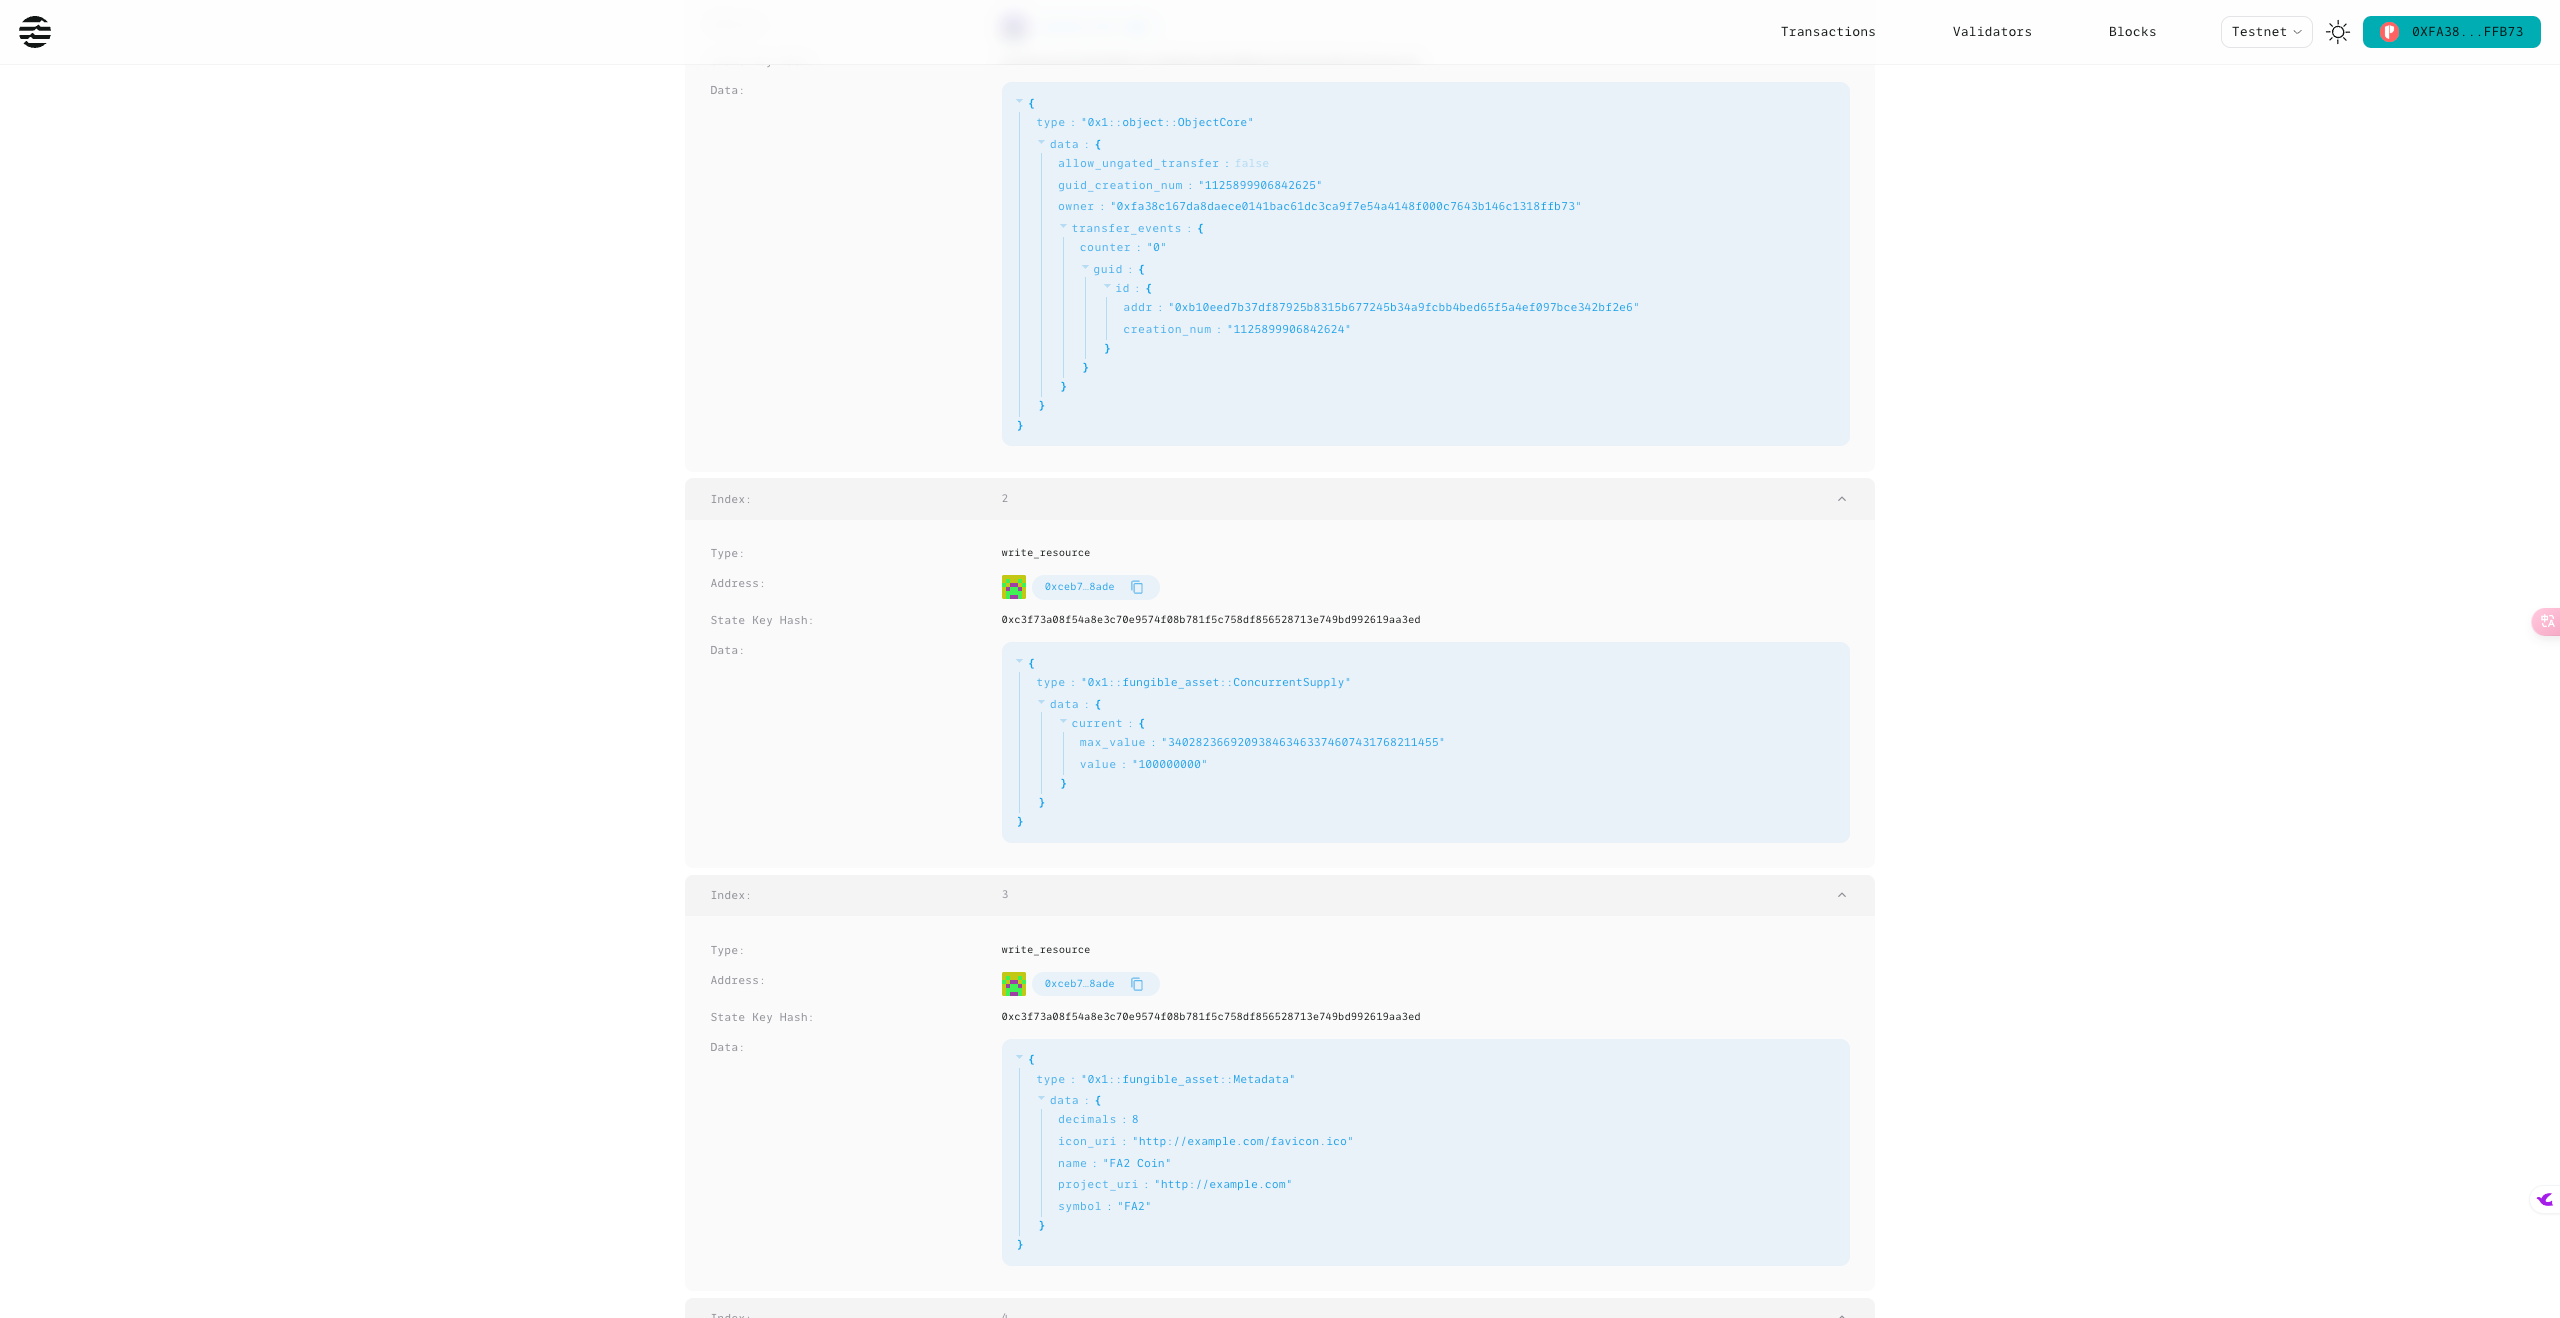 Transactions Validators Blocks Testnet 0XFA38...FFB73
Data:
{
type : "0x1::object::ObjectCore"
data : {
allow_ungated_transfer : false
guid_creation_num : "1125899906842625"
owner : "0xfa38c167da8daece0141bac61dc3ca9f7e54a4148f000c7643b146c1318ffb73"
transfer_events : {
counter : "0"
guid : {
id : {
addr : "0xb10eed7b37df87925b8315b677245b34a9fcbb4bed65f5a4ef097bce342bf2e6"
creation_num : "1125899906842624"
}
}
}
}
}
Index: 2
Type: write_resource
Address: 0xceb7…8ade
State Key Hash: 0xc3f73a08f54a8e3c70e9574f08b781f5c758df856528713e749bd992619aa3ed
Data:
{
type : "0x1::fungible_asset::ConcurrentSupply"
data : {
current : {
max_value : "340282366920938463463374607431768211455"
value : "100000000"
}
}
}
Index: 3
Type: write_resource
Address: 0xceb7…8ade
State Key Hash: 0xc3f73a08f54a8e3c70e9574f08b781f5c758df856528713e749bd992619aa3ed
Data:
{
type : "0x1::fungible_asset::Metadata"
data : {
decimals : 8
icon_uri : "http://example.com/favicon.ico"
name : "FA2 Coin"
project_uri : "http://example.com"
symbol : "FA2"
}
}
Index: 4